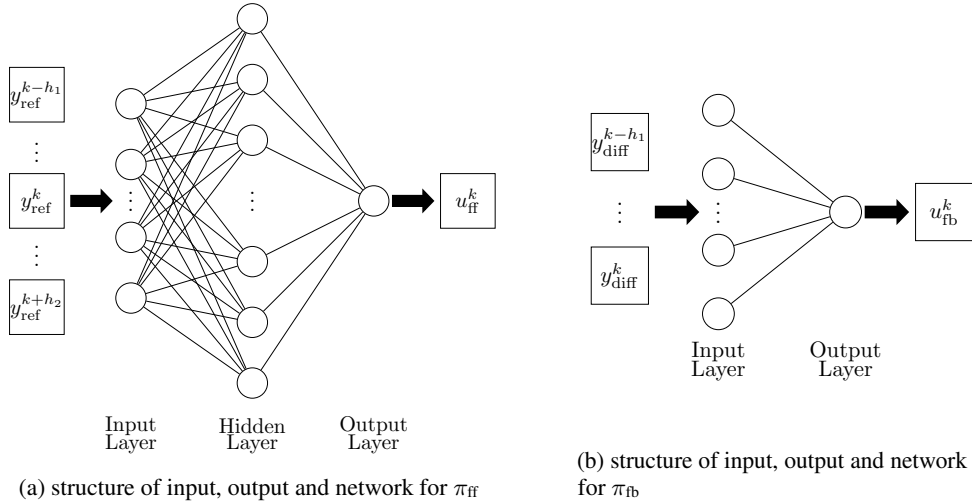 y_ref^{k−h_1}
⋮
y_ref^k
⋮
y_ref^{k+h_2}
⋮
⋮
u_ff^k
Input
Layer
Hidden
Layer
Output
Layer
(a) structure of input, output and network for π_ff
y_diff^{k−h_1}
⋮
y_diff^k
⋮
u_fb^k
Input
Layer
Output
Layer
(b) structure of input, output and network
for π_fb